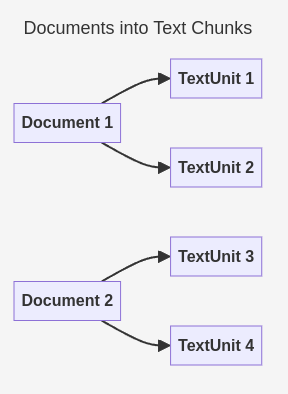 Documents into Text Chunks
TextUnit 1
Document 1
TextUnit 2
TextUnit 3
Document 2
TextUnit 4